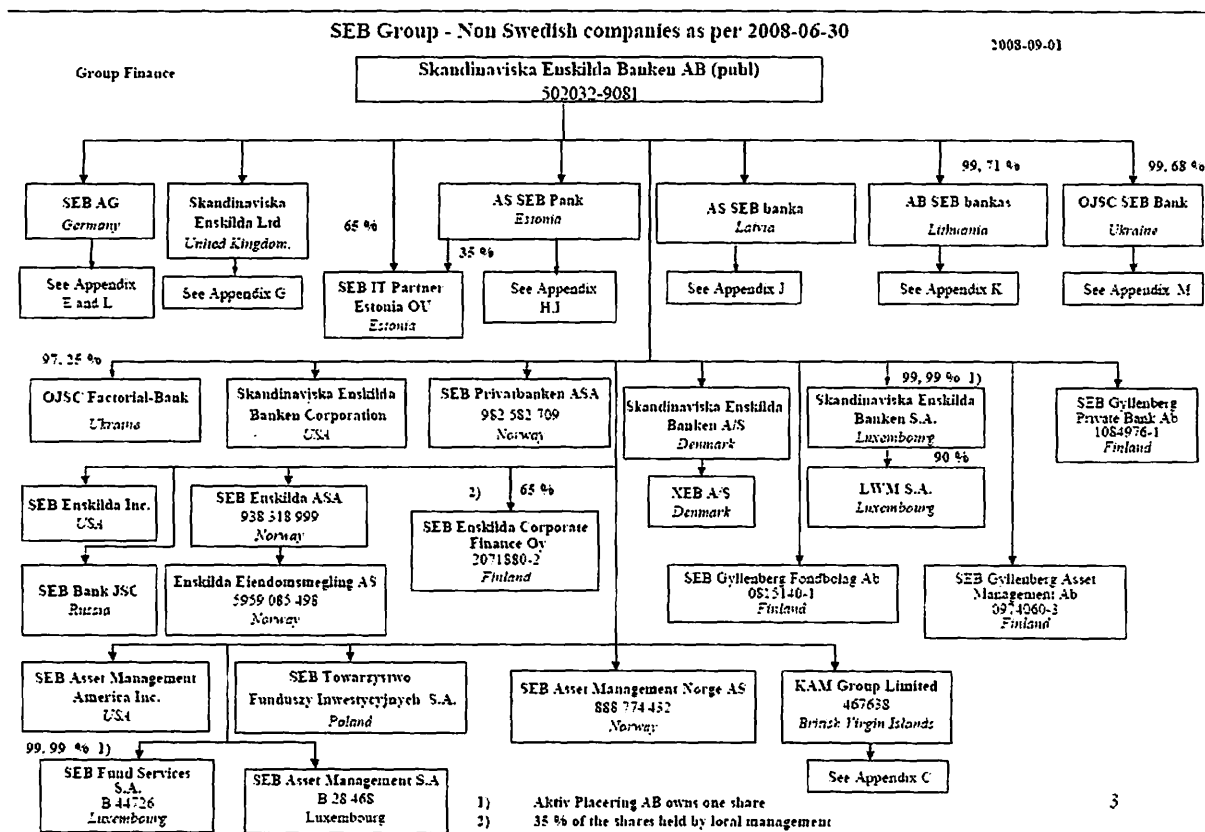 SEB Group - Non Swedish companies as per 2008-06-30
2008-09-01
Group Finance
Skandinaviska Enskilda Banken AB (publ)
502032-9081
99, 71 %
99, 68 %
SEB AG
Germany
Skandinaviska
Enskilda Ltd
United Kingdom.
65 %
AS SEB Pank
Estonia
AS SEB banka
Latvia
AB SEB bankas
Lithuania
OJSC SEB Bank
Ukraine
35 %
See Appendix
E and L
See Appendix G
SEB IT Partner
Estonia OU
Estonia
See Appendix
See Appendix J
See Appendix K
See Appendix M
97, 25 %
OJSC Factorial-Bank
Ukraine
Skandinaviska Enskilda
Banken Corporation
USA
SEB Privatbanken ASA
982 582 709
Norway
Skandinaviska Enskilda
Banken A/S
Denmark
99, 99 % 1)
Skandinaviska Enskilda
Banken S.A.
Luxembourg
SEB Gyllenberg
Private Bank Ab
1084976-1
Finland
90 %
SEB Enskilda Inc.
USA
SEB Enskilda ASA
938 318 999
Norway
2)
65 %
SEB Enskilda Corporate
Finance Oy
2071880-2
Finland
A/S
Denmark
LWM S.A.
Luxembourg
SEB Bank JSC
Russia
Enskilda Eiendomsmegling AS
5959 085 498
Norway
SEB Gyllenberg Fondbolag Ab
0815140-1
Finland
SEB Gyllenberg Asset
Management Ab
0974060-3
Finland
SEB Asset Management
America Inc.
USA
SEB Towarzystwo
Funduszy Inwestycyjnych S.A.
Poland
SEB Asset Management Norge AS
888 774 432
Norway
KAM Group Limited
467638
Virgin Islands
99, 99 % 1)
SEB Fund Services
S.A.
B 44726
Luxembourg
SEB Asset Management S.A
B 28 468
Luxembourg
See Appendix C
1) Aktiv Placering AB owns one share
2) 35 % of the shares held by local management
3